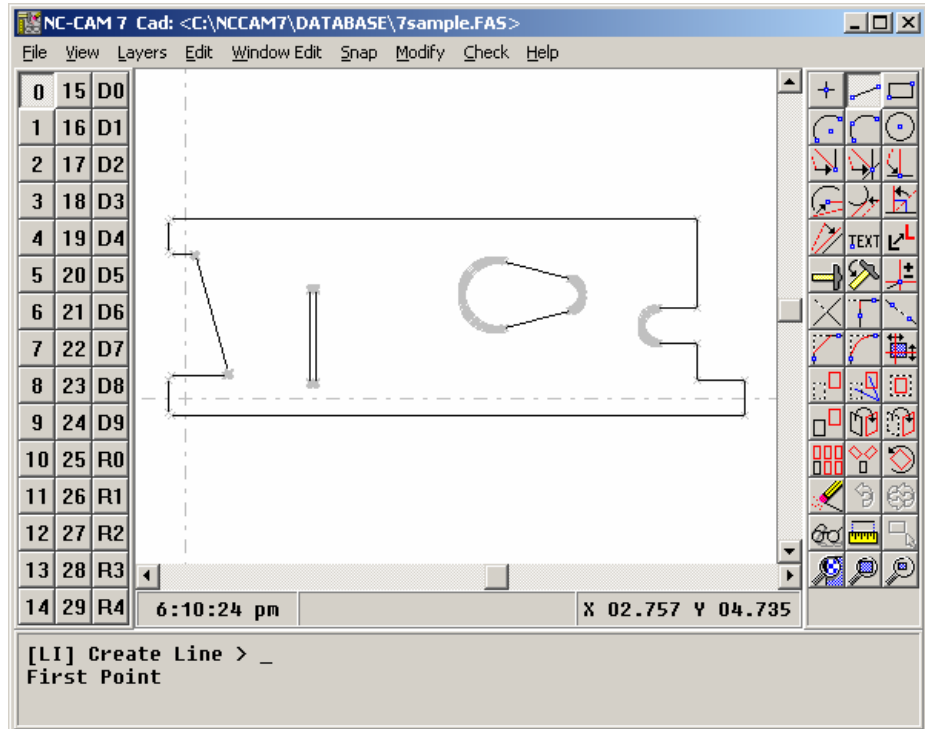 NC-CAM 7 Cad: <C:\NCCAM7\DATABASE\7sample.FAS>
File View Layers Edit Window Edit Snap Modify Check Help
0 15 D0
1 16 D1
2 17 D2
3 18 D3
4 19 D4
TEXT L
5 20 D5
6 21 D6
7 22 D7
8 23 D8
9 24 D9
10 25 R0
11 26 R1
12 27 R2
13 28 R3
14 29 R4
6:10:24 pm
X 02.757 Y 04.735
[LI] Create Line > _
First Point